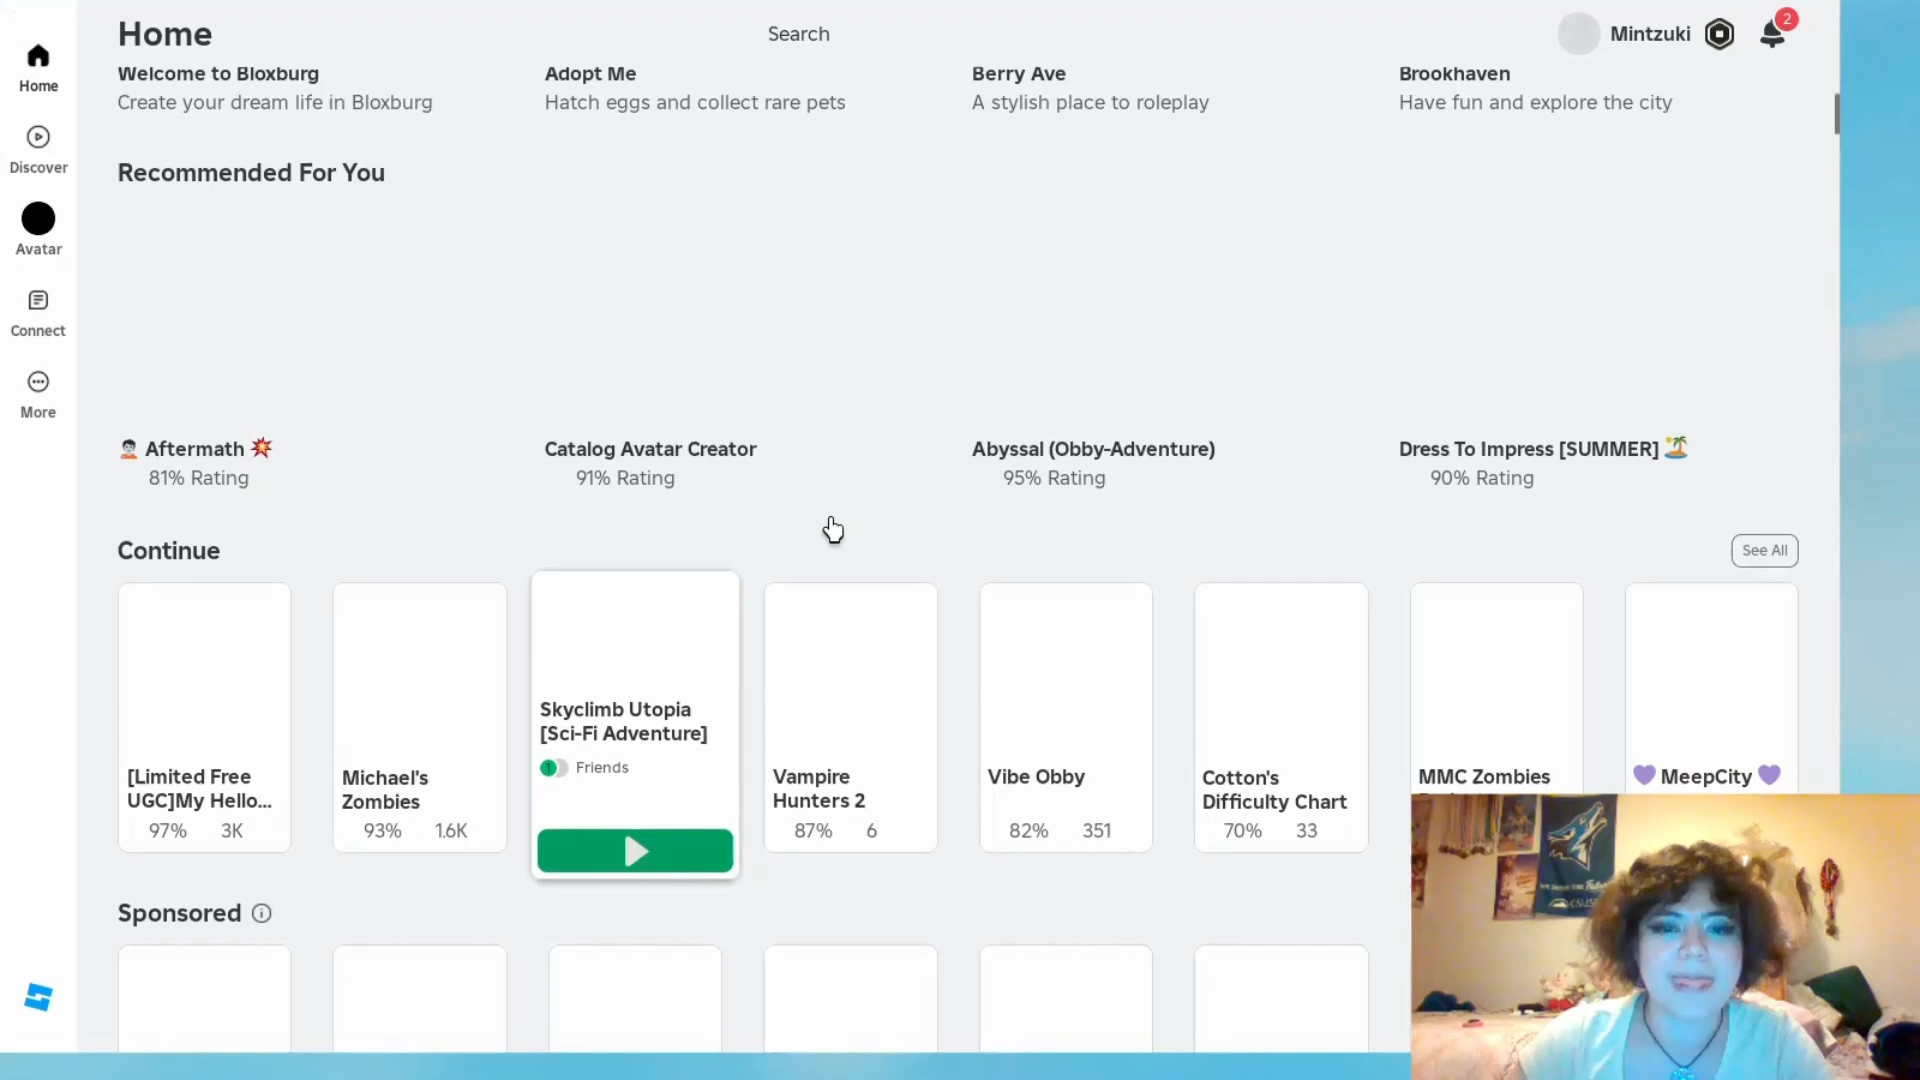 Home
Search
Mintzuki
2
Home
Discover
Avatar
Connect
More
Welcome to Bloxburg
Create your dream life in Bloxburg
Adopt Me
Hatch eggs and collect rare pets
Berry Ave
A stylish place to roleplay
Brookhaven
Have fun and explore the city
Recommended For You
🙍🏻‍♂️ Aftermath 💥
81% Rating
Catalog Avatar Creator
91% Rating
Abyssal (Obby-Adventure)
95% Rating
Dress To Impress [SUMMER] 🏝️
90% Rating
Continue
See All
[Limited Free
UGC]My Hello...
97% 3K
Michael's
Zombies
93% 1.6K
Skyclimb Utopia
[Sci-Fi Adventure]
1 Friends
Vampire
Hunters 2
87% 6
Vibe Obby
82% 351
Cotton's
Difficulty Chart
70% 33
MMC Zombies
💜 MeepCity 💜
Sponsored